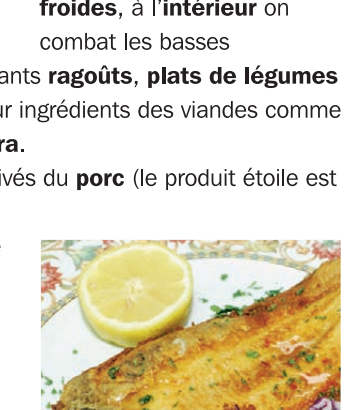 froides, à l'intérieur on
combat les basses
ants ragoûts, plats de légumes
ur ingrédients des viandes comme
ra.
ivés du porc (le produit étoile est